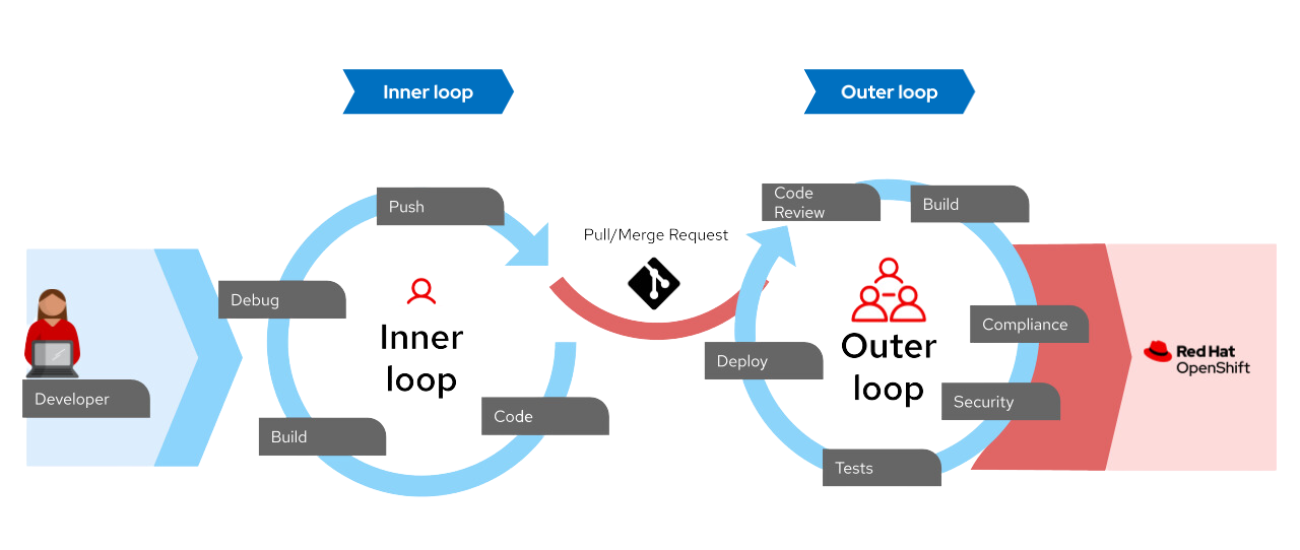 Inner loop
Outer loop
Push
Debug
Developer
Build
Code
Inner
loop
Pull/Merge Request
Code
Review
Build
Compliance
Security
Tests
Deploy
Outer
loop
Red Hat
OpenShift